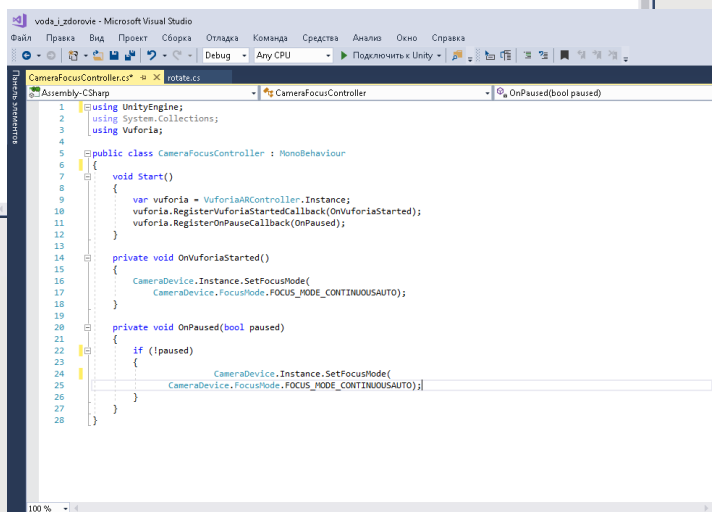 voda_i_zdorovie - Microsoft Visual Studio
Файл Правка Вид Проект Сборка Отладка Команда Средства Анализ Окно Справка
Debug Any CPU Подключить к Unity
Панель элементов
CameraFocusController.cs* rotate.cs
Assembly-CSharp CameraFocusController OnPaused(bool paused)
1 using UnityEngine;
2 using System.Collections;
3 using Vuforia;
4
5 public class CameraFocusController : MonoBehaviour
6 {
7 void Start()
8 {
9 var vuforia = VuforiaARController.Instance;
10 vuforia.RegisterVuforiaStartedCallback(OnVuforiaStarted);
11 vuforia.RegisterOnPauseCallback(OnPaused);
12 }
13
14 private void OnVuforiaStarted()
15 {
16 CameraDevice.Instance.SetFocusMode(
17 CameraDevice.FocusMode.FOCUS_MODE_CONTINUOUSAUTO);
18 }
19
20 private void OnPaused(bool paused)
21 {
22 if (!paused)
23 {
24 CameraDevice.Instance.SetFocusMode(
25 CameraDevice.FocusMode.FOCUS_MODE_CONTINUOUSAUTO);
26 }
27 }
28 }
100 %